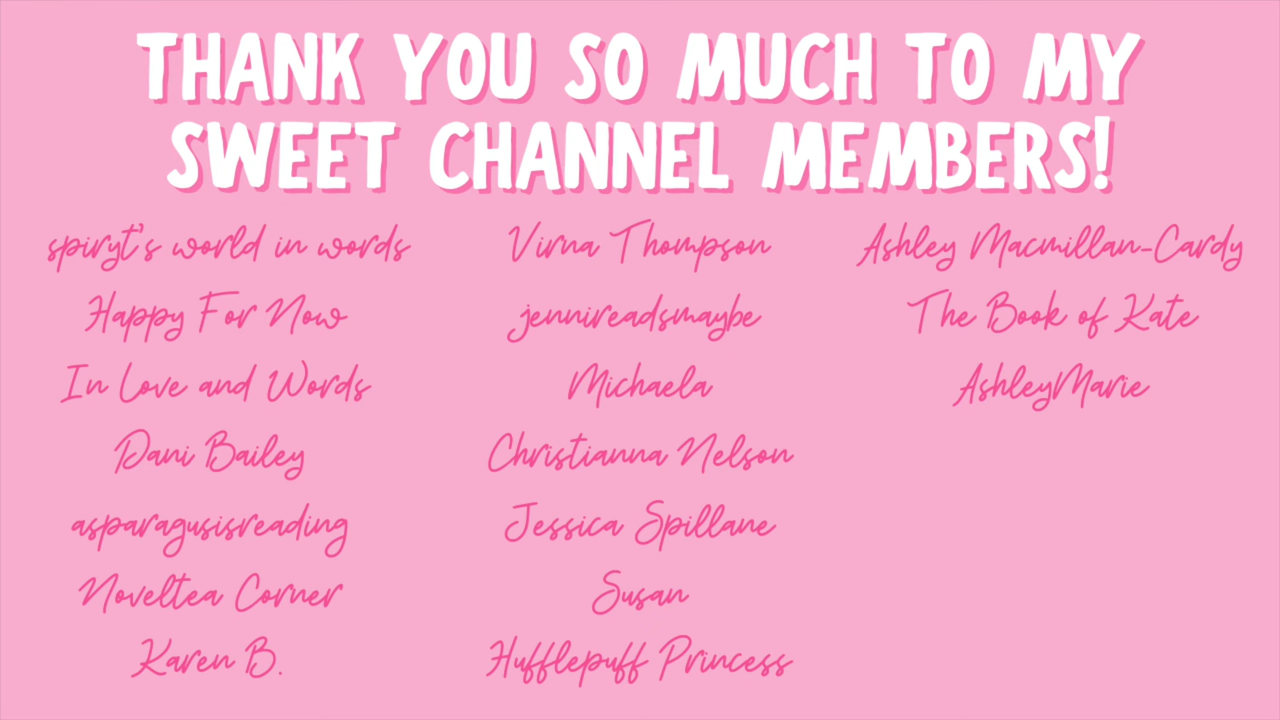 THANK YOU SO MUCH TO MY
SWEET CHANNEL MEMBERS!
spiryt's world in words
Happy For Now
In Love and Words
Dani Bailey
asparagusisreading
Noveltea Corner
Karen B.
Virna Thompson
jennireadsmaybe
Michaela
Christianna Nelson
Jessica Spillane
Susan
Hufflepuff Princess
Ashley Macmillan-Cardy
The Book of Kate
AshleyMarie